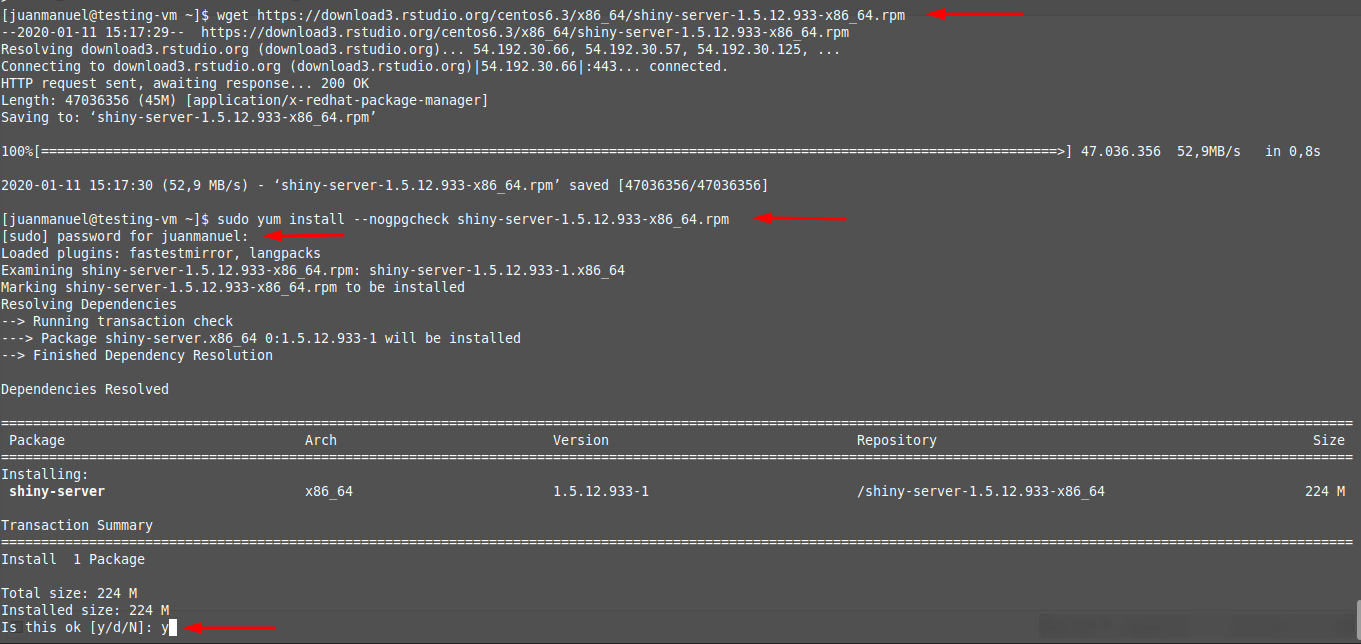 [juanmanuel@testing-vm ~]$ wget https://download3.rstudio.org/centos6.3/x86_64/shiny-server-1.5.12.933-x86_64.rpm
--2020-01-11 15:17:29--  https://download3.rstudio.org/centos6.3/x86_64/shiny-server-1.5.12.933-x86_64.rpm
Resolving download3.rstudio.org (download3.rstudio.org)... 54.192.30.66, 54.192.30.57, 54.192.30.125, ...
Connecting to download3.rstudio.org (download3.rstudio.org)|54.192.30.66|:443... connected.
HTTP request sent, awaiting response... 200 OK
Length: 47036356 (45M) [application/x-redhat-package-manager]
Saving to: ‘shiny-server-1.5.12.933-x86_64.rpm’
100%[===============================================================================================================================>] 47.036.356  52,9MB/s   in 0,8s
2020-01-11 15:17:30 (52,9 MB/s) - ‘shiny-server-1.5.12.933-x86_64.rpm’ saved [47036356/47036356]
[juanmanuel@testing-vm ~]$ sudo yum install --nogpgcheck shiny-server-1.5.12.933-x86_64.rpm
[sudo] password for juanmanuel:
Loaded plugins: fastestmirror, langpacks
Examining shiny-server-1.5.12.933-x86_64.rpm: shiny-server-1.5.12.933-1.x86_64
Marking shiny-server-1.5.12.933-x86_64.rpm to be installed
Resolving Dependencies
--> Running transaction check
---> Package shiny-server.x86_64 0:1.5.12.933-1 will be installed
--> Finished Dependency Resolution
Dependencies Resolved
=========================================================================================================================================================================
Package Arch Version Repository Size
=========================================================================================================================================================================
Installing:
shiny-server x86_64 1.5.12.933-1 /shiny-server-1.5.12.933-x86_64 224 M
Transaction Summary
=========================================================================================================================================================================
Install  1 Package
Total size: 224 M
Installed size: 224 M
Is this ok [y/d/N]: y